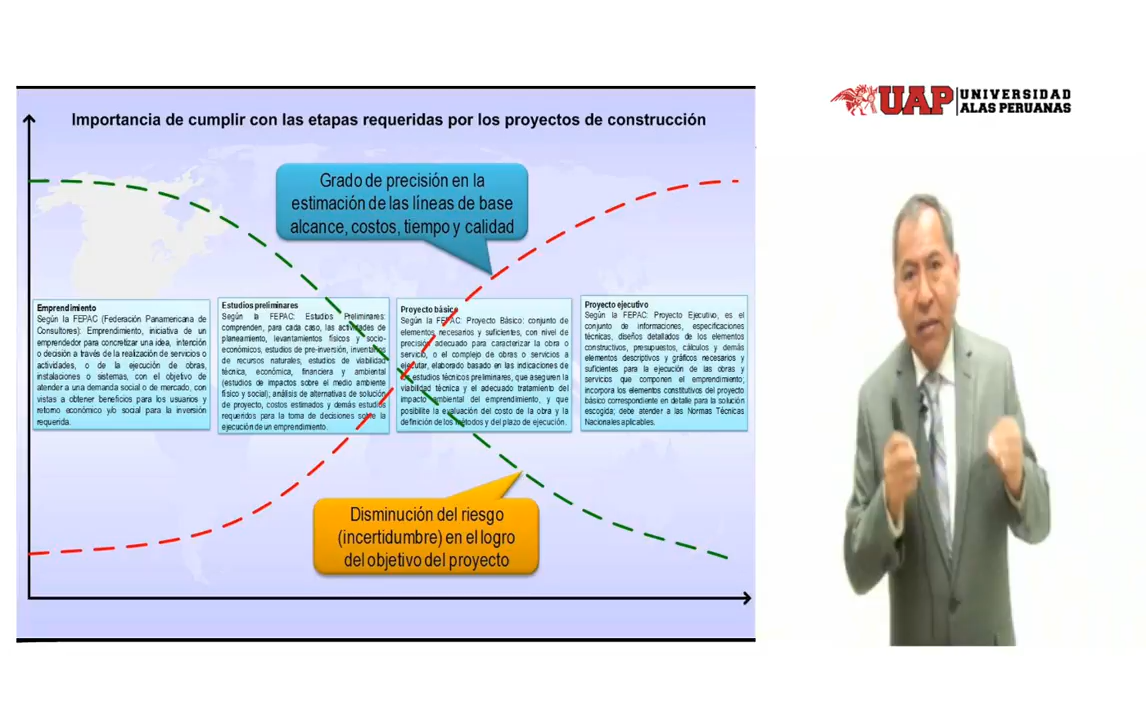 UAP UNIVERSIDAD
ALAS PERUANAS
Importancia de cumplir con las etapas requeridas por los proyectos de construcción
Grado de precisión en la
estimación de las líneas de base
alcance, costos, tiempo y calidad
Emprendimiento
Según la FEPAC (Federación Panamericana de
Consultores): Emprendimiento, iniciativa de un
emprendedor para concretizar una idea, intención
o decisión a través de la realización de servicios o
actividades, o de la ejecución de obras,
instalaciones o sistemas, con el objetivo de
atender a una demanda social o de mercado, con
vistas a obtener beneficios para los usuarios y
retorno económico y/o social para la inversión
requerida.
Estudios preliminares
Según la FEPAC: Estudios Preliminares:
comprenden, para cada caso, las actividades de
planeamiento, levantamientos físicos y socio-
económicos, estudios de pre-inversión, inventarios
de recursos naturales, estudios de viabilidad
técnica, económica, financiera y ambiental
(estudios de impactos sobre el medio ambiente
físico y social); análisis de alternativas de solución
de proyecto, costos estimados y demás estudios
requeridos para la toma de decisiones sobre la
ejecución de un emprendimiento.
Proyecto básico
Según la FEPAC: Proyecto Básico: conjunto de
elementos necesarios y suficientes, con nivel de
precisión adecuado para caracterizar la obra o
servicio, o el complejo de obras o servicios a
ejecutar, elaborado basado en las indicaciones de
los estudios técnicos preliminares, que aseguren la
viabilidad técnica y el adecuado tratamiento del
impacto ambiental del emprendimiento, y que
posibilite la evaluación del costo de la obra y la
definición de los métodos y del plazo de ejecución.
Proyecto ejecutivo
Según la FEPAC: Proyecto Ejecutivo, es el
conjunto de informaciones, especificaciones
técnicas, diseños detallados de los elementos
constructivos, presupuestos, cálculos y demás
elementos descriptivos y gráficos necesarios y
suficientes para la ejecución de las obras y
servicios que componen el emprendimiento;
incorpora los elementos constitutivos del proyecto
básico correspondiente en detalle para la solución
escogida; debe atender a las Normas Técnicas
Nacionales aplicables.
Disminución del riesgo
(incertidumbre) en el logro
del objetivo del proyecto